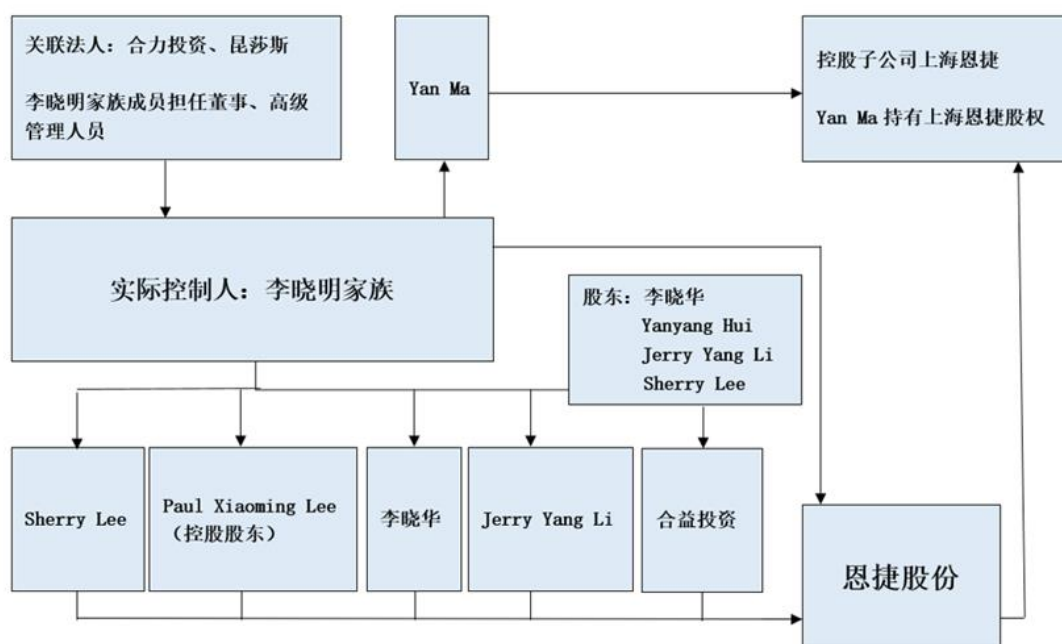 关联法人：合力投资、昆莎斯
李晓明家族成员担任董事、高级
管理人员
Yan Ma
控股子公司上海恩捷
Yan Ma 持有上海恩捷股权
实际控制人：李晓明家族
股东：李晓华
Yanyang Hui
Jerry Yang Li
Sherry Lee
Sherry Lee
Paul Xiaoming Lee
（控股股东）
李晓华
Jerry Yang Li
合益投资
恩捷股份